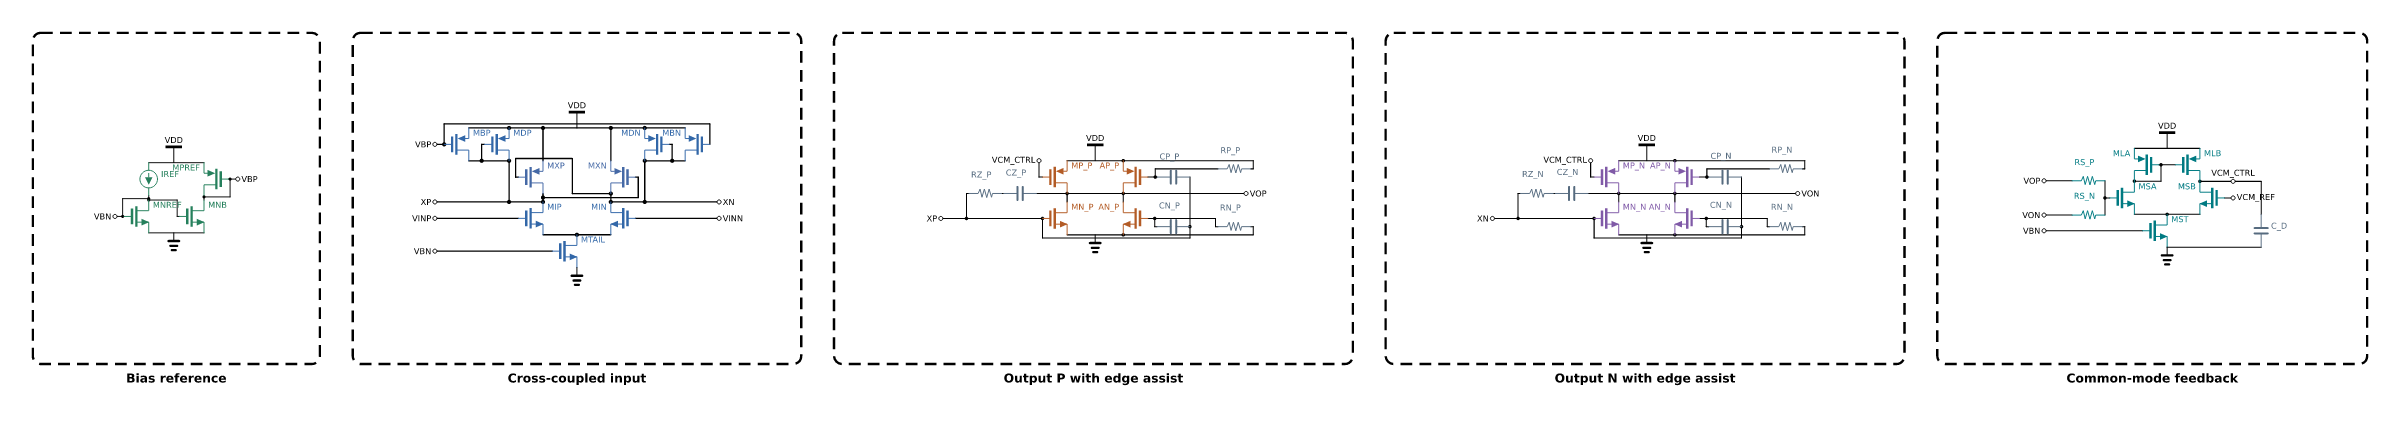 VDD
MPREF
IREF
VBP
MNREF
MNB
VBN
Bias reference
VDD
MBP
MDP
MDN
MBN
VBP
MXP
MXN
XP
XN
MIP
MIN
VINP
VINN
MTAIL
VBN
Cross-coupled input
VDD
VCM_CTRL
MP_P
AP_P
CP_P
RP_P
RZ_P
CZ_P
VOP
MN_P
AN_P
CN_P
RN_P
XP
Output P with edge assist
VDD
VCM_CTRL
MP_N
AP_N
CP_N
RP_N
RZ_N
CZ_N
VON
MN_N
AN_N
CN_N
RN_N
XN
Output N with edge assist
VDD
MLA
MLB
RS_P
VCM_CTRL
VOP
MSA
MSB
RS_N
VCM_REF
VON
MST
C_D
VBN
Common-mode feedback